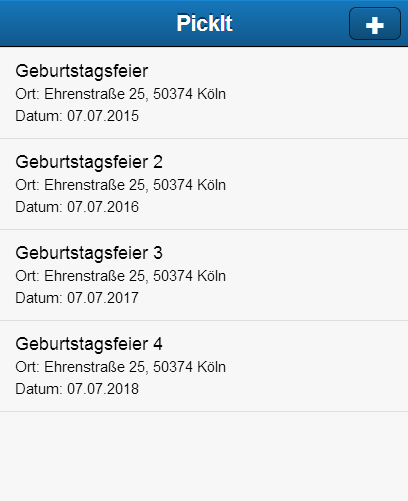 PickIt
Geburtstagsfeier
Ort: Ehrenstraße 25, 50374 Köln
Datum: 07.07.2015
Geburtstagsfeier 2
Ort: Ehrenstraße 25, 50374 Köln
Datum: 07.07.2016
Geburtstagsfeier 3
Ort: Ehrenstraße 25, 50374 Köln
Datum: 07.07.2017
Geburtstagsfeier 4
Ort: Ehrenstraße 25, 50374 Köln
Datum: 07.07.2018